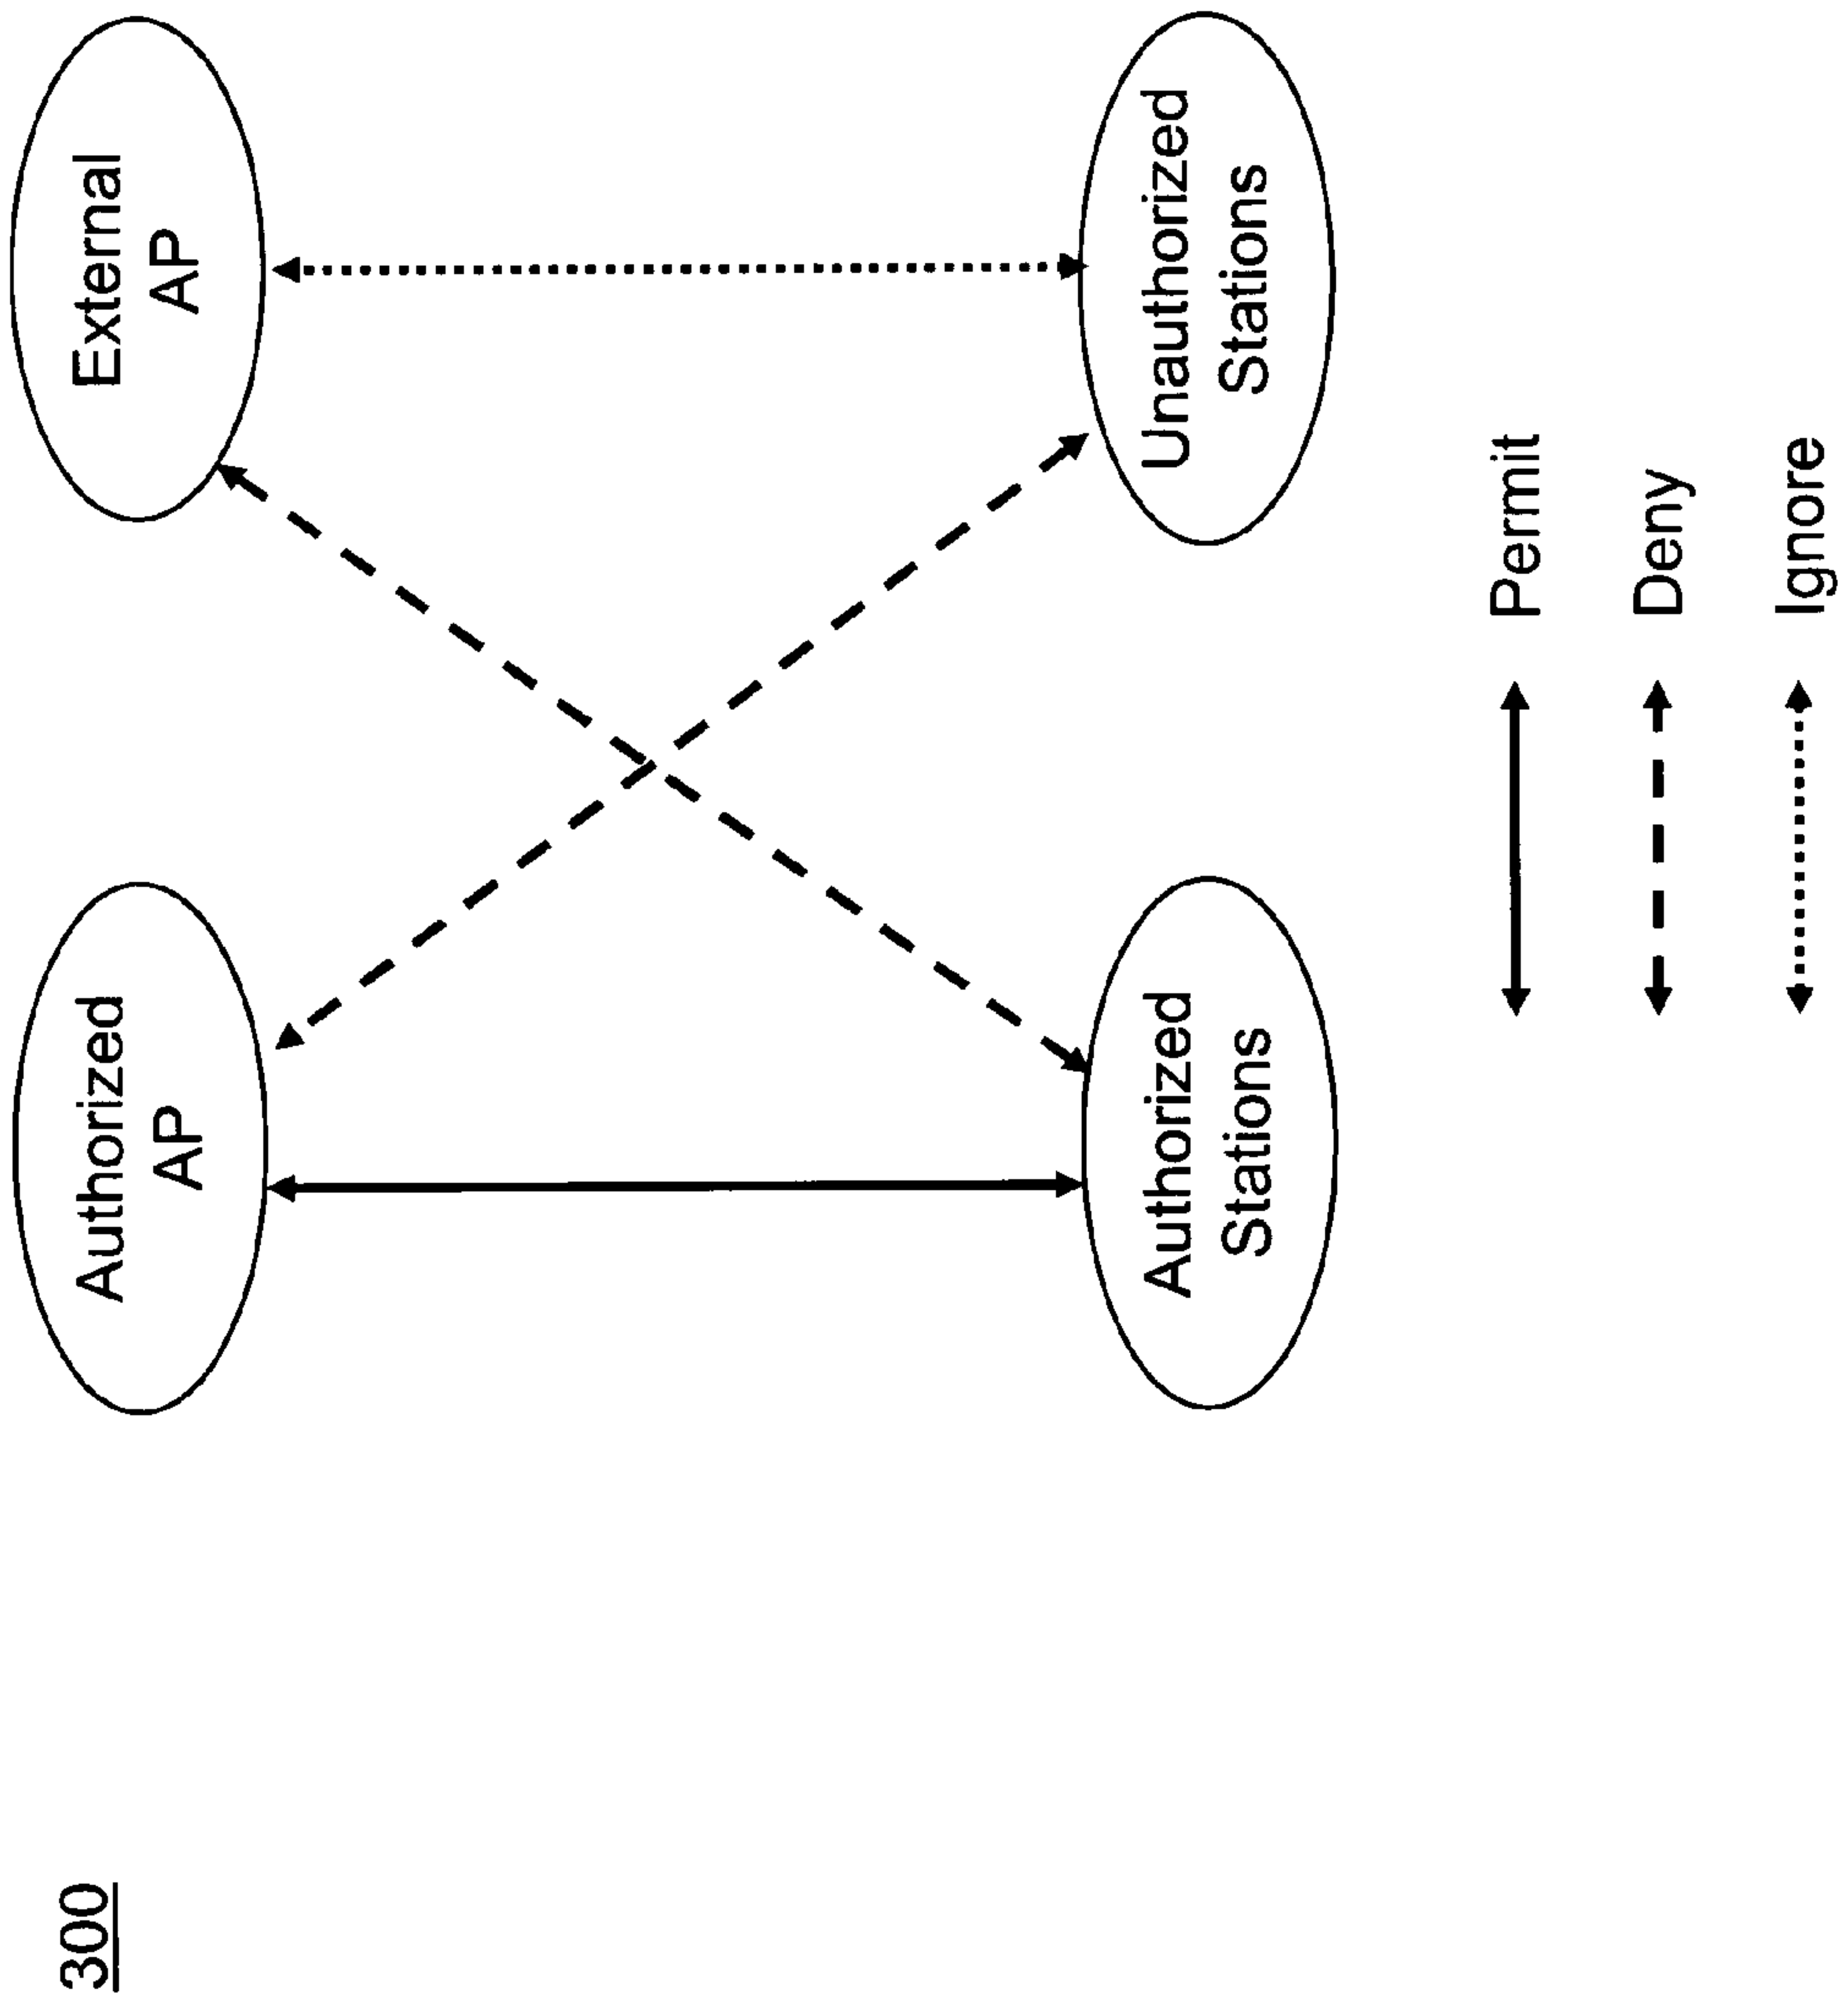 300
Authorized
AP
External
AP
Authorized
Stations
Unauthorized
Stations
Permit
Deny
Ignore